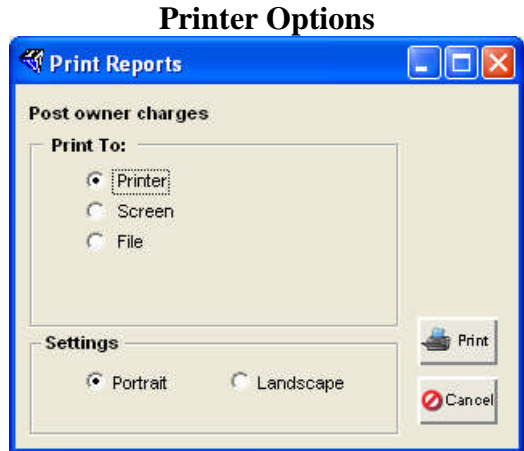 Printer Options
Print Reports
Post owner charges
Print To:
Printer
Screen
File
Settings
Portrait Landscape
Print
Cancel